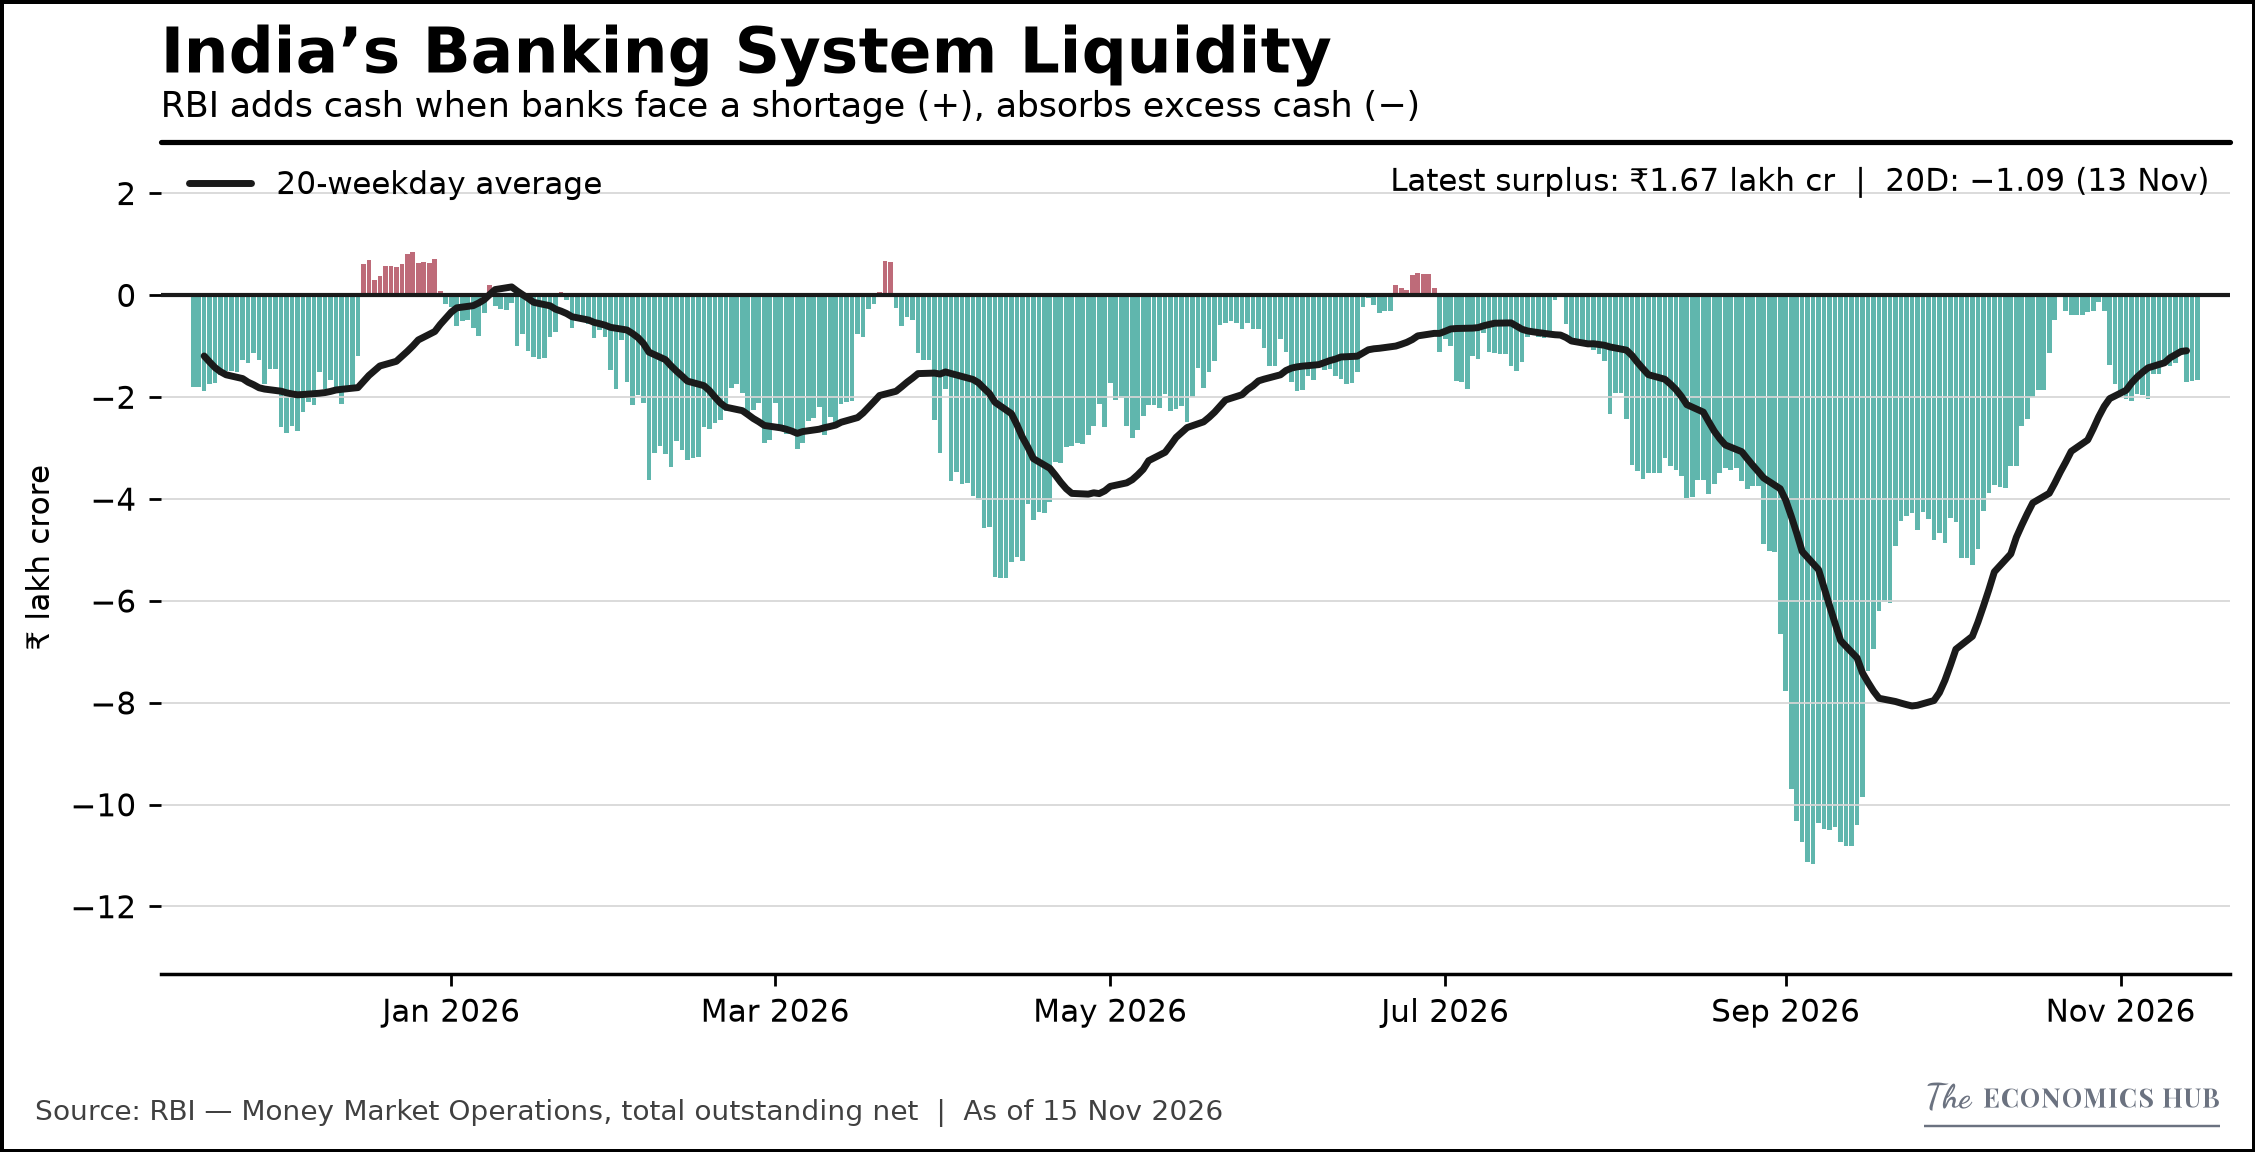 India’s Banking System Liquidity
RBI adds cash when banks face a shortage (+), absorbs excess cash (−)
20-weekday average
Latest surplus: ₹1.67 lakh cr | 20D: −1.09 (13 Nov)
₹ lakh crore
2
0
−2
−4
−6
−8
−10
−12
Jan 2026 Mar 2026 May 2026 Jul 2026 Sep 2026 Nov 2026
Source: RBI — Money Market Operations, total outstanding net | As of 15 Nov 2026
The ECONOMICS HUB